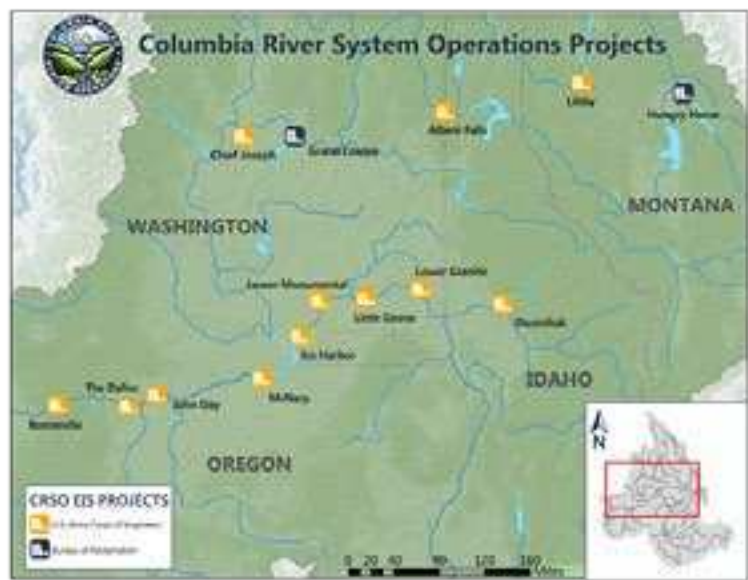 Columbia River System Operations Projects
Libby
Hungry Horse
Albeni Falls
Chief Joseph
Grand Coulee
MONTANA
WASHINGTON
Lower Granite
Lower Monumental
Little Goose
Dworshak
Ice Harbor
IDAHO
McNary
The Dalles
John Day
Bonneville
OREGON
N
CRSO EIS PROJECTS
U.S. Army Corps of Engineers
Bureau of Reclamation
0 20 40 80 120 160
Miles